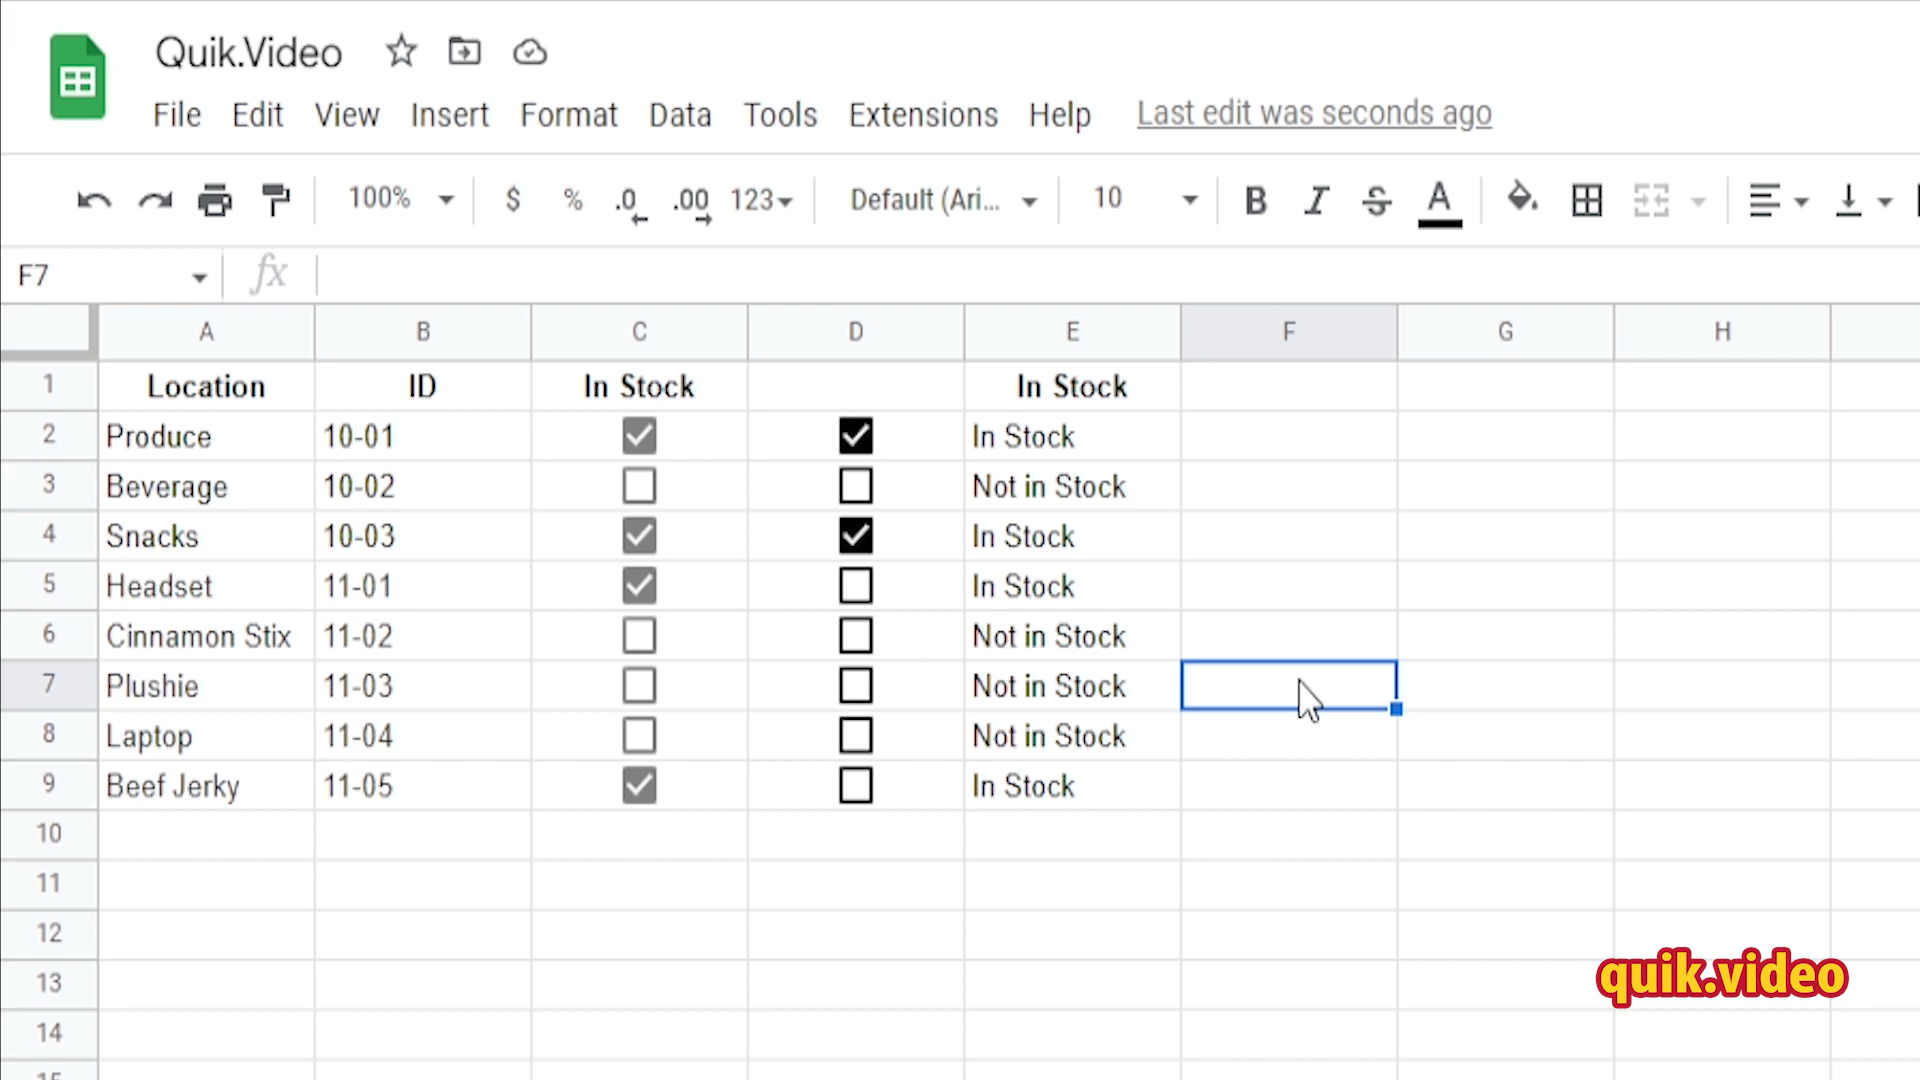 Quik.Video
File Edit View Insert Format Data Tools Extensions Help Last edit was seconds ago
100% $ % .0 .00 123 Default (Ari... 10 B I S A
F7 fx
A B C D E F G H
1 Location ID In Stock In Stock
2 Produce 10-01 In Stock
3 Beverage 10-02 Not in Stock
4 Snacks 10-03 In Stock
5 Headset 11-01 In Stock
6 Cinnamon Stix 11-02 Not in Stock
7 Plushie 11-03 Not in Stock
8 Laptop 11-04 Not in Stock
9 Beef Jerky 11-05 In Stock
10
11
12
13
quik.video
14
15